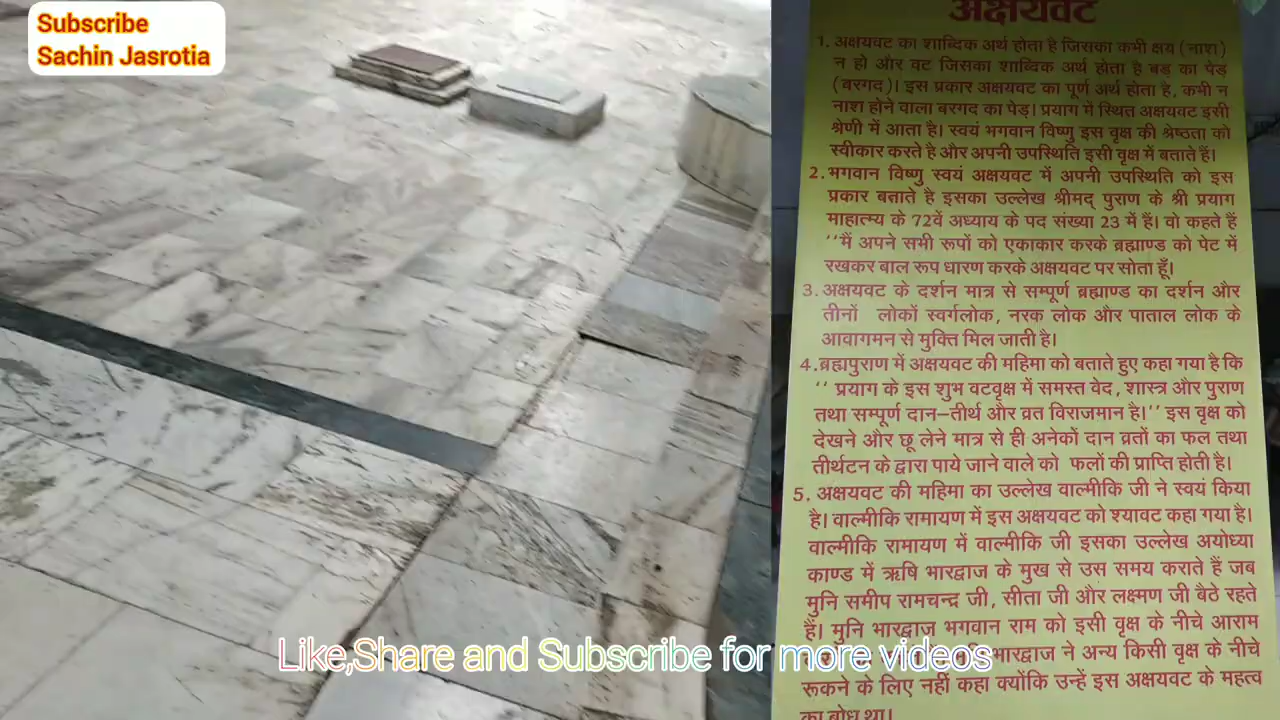 Subscribe
Sachin Jasrotia
अक्षयवट
1. अक्षयवट का शाब्दिक अर्थ होता है जिसका कभी क्षय (नाश)
न हो और वट जिसका शाब्दिक अर्थ होता है बड़ का पेड़
(बरगद)। इस प्रकार अक्षयवट का पूर्ण अर्थ होता है, कभी न
नाश होने वाला बरगद का पेड़। प्रयाग में स्थित अक्षयवट इसी
श्रेणी में आता है। स्वयं भगवान विष्णु इस वृक्ष की श्रेष्ठता को
स्वीकार करते है और अपनी उपस्थिति इसी वृक्ष में बताते हैं।
2. भगवान विष्णु स्वयं अक्षयवट में अपनी उपस्थिति को इस
प्रकार बताते है इसका उल्लेख श्रीमद् पुराण के श्री प्रयाग
माहात्म्य के 72वें अध्याय के पद संख्या 23 में हैं। वो कहते हैं
‘‘मैं अपने सभी रूपों को एकाकार करके ब्रह्माण्ड को पेट में
रखकर बाल रूप धारण करके अक्षयवट पर सोता हूँ।
3. अक्षयवट के दर्शन मात्र से सम्पूर्ण ब्रह्माण्ड का दर्शन और
तीनों लोकों स्वर्गलोक, नरक लोक और पाताल लोक के
आवागमन से मुक्ति मिल जाती है।
4. ब्रह्मपुराण में अक्षयवट की महिमा को बताते हुए कहा गया है कि
‘‘ प्रयाग के इस शुभ वटवृक्ष में समस्त वेद, शास्त्र और पुराण
तथा सम्पूर्ण दान–तीर्थ और व्रत विराजमान है।’’ इस वृक्ष को
देखने और छू लेने मात्र से ही अनेकों दान व्रतों का फल तथा
तीर्थटन के द्वारा पाये जाने वाले को फलों की प्राप्ति होती है।
5. अक्षयवट की महिमा का उल्लेख वाल्मीकि जी ने स्वयं किया
है। वाल्मीकि रामायण में इस अक्षयवट को श्यावट कहा गया है।
वाल्मीकि रामायण में वाल्मीकि जी इसका उल्लेख अयोध्या
काण्ड में ऋषि भारद्वाज के मुख से उस समय कराते हैं जब
मुनि समीप रामचन्द्र जी, सीता जी और लक्ष्मण जी बैठे रहते
हैं। मुनि भारद्वाज भगवान राम को इसी वृक्ष के नीचे आराम
भारद्वाज ने अन्य किसी वृक्ष के नीचे
रूकने के लिए नहीं कहा क्योंकि उन्हें इस अक्षयवट के महत्व
का बोध था।
Like,Share and Subscribe for more videos